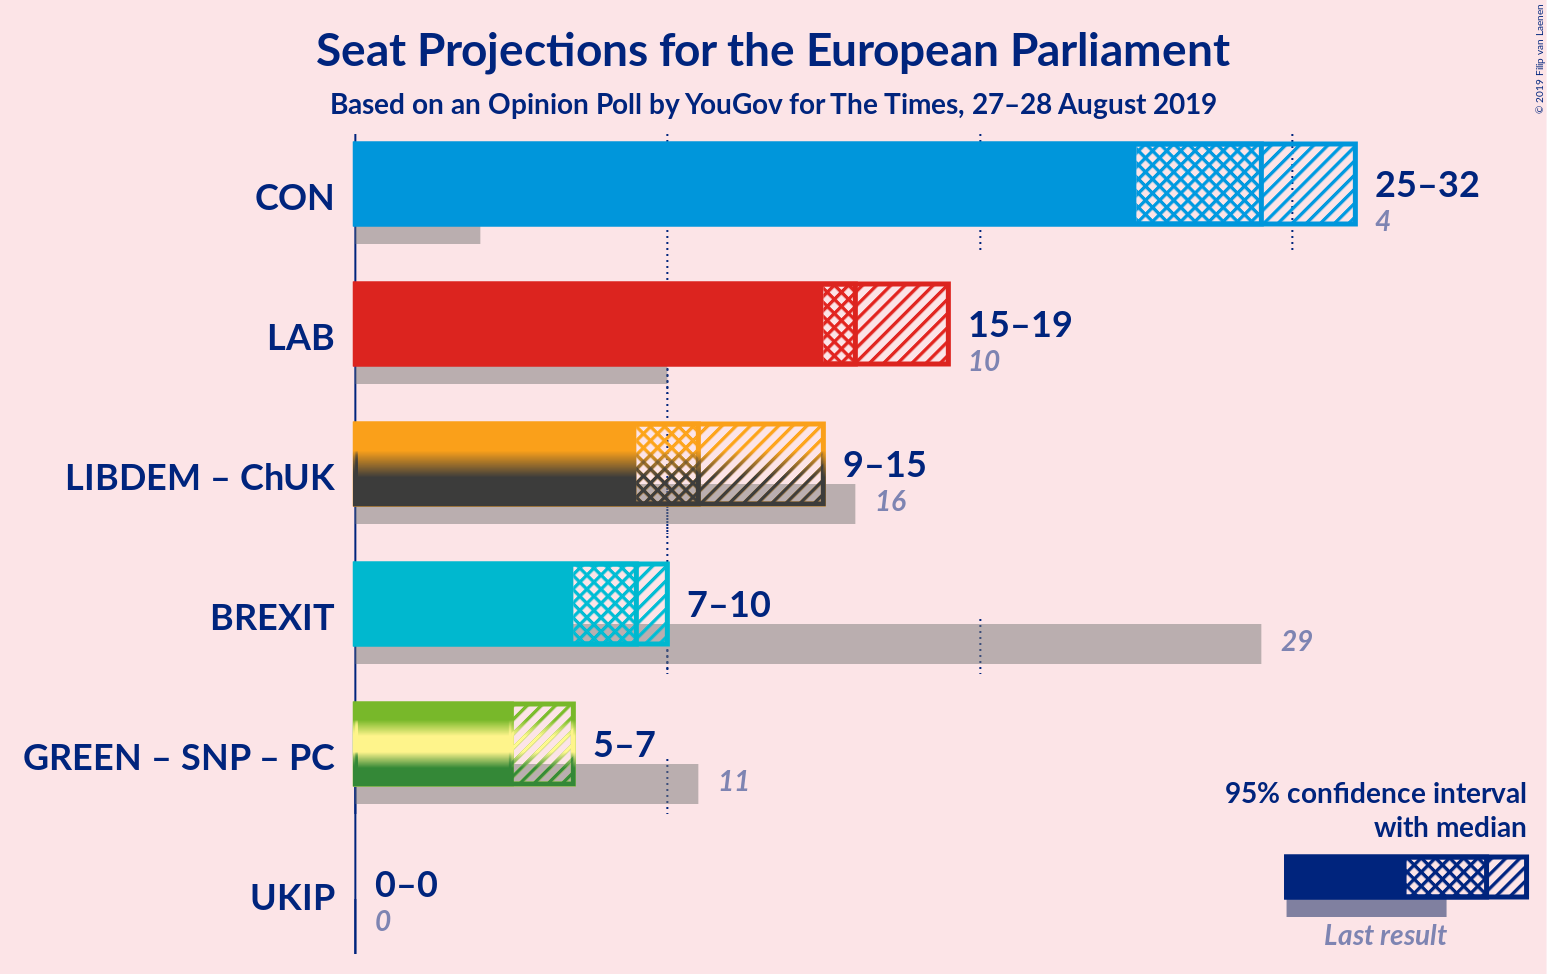 Seat Projections for the European Parliament
Based on an Opinion Poll by YouGov for The Times, 27–28 August 2019
© 2019 Filip van Laenen
CON
25–32
4
LAB
15–19
10
LIBDEM – ChUK
9–15
16
BREXIT
7–10
29
GREEN – SNP – PC
5–7
11
UKIP
0–0
0
95% confidence interval
with median
Last result